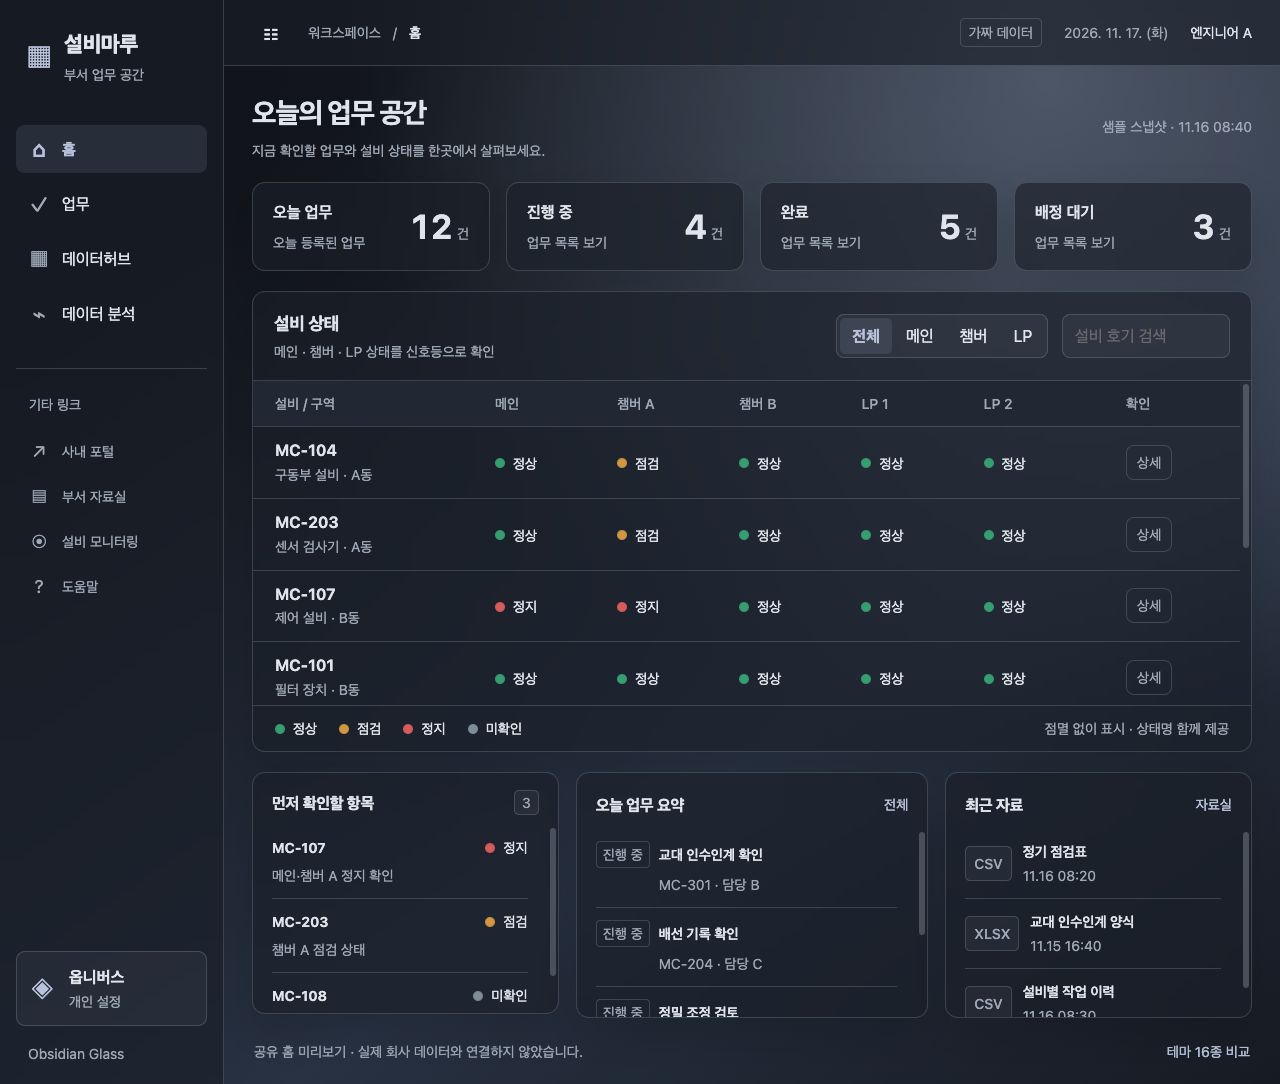 설비마루
부서 업무 공간
홈
업무
데이터허브
데이터 분석
기타 링크
사내 포털
부서 자료실
설비 모니터링
? 도움말
옵니버스
개인 설정
Obsidian Glass
워크스페이스 / 홈
가짜 데이터
2026. 11. 17. (화)
엔지니어 A
오늘의 업무 공간
지금 확인할 업무와 설비 상태를 한곳에서 살펴보세요.
샘플 스냅샷 · 11.16 08:40
오늘 업무
오늘 등록된 업무
12 건
진행 중
업무 목록 보기
4 건
완료
업무 목록 보기
5 건
배정 대기
업무 목록 보기
3 건
설비 상태
메인 · 챔버 · LP 상태를 신호등으로 확인
전체 메인 챔버 LP
설비 호기 검색
설비 / 구역 메인 챔버 A 챔버 B LP 1 LP 2 확인
MC-104
구동부 설비 · A동
정상 점검 정상 정상 정상 상세
MC-203
센서 검사기 · A동
정상 점검 정상 정상 정상 상세
MC-107
제어 설비 · B동
정지 정지 정상 정상 정상 상세
MC-101
필터 장치 · B동
정상 정상 정상 정상 정상 상세
정상 점검 정지 미확인
점멸 없이 표시 · 상태명 함께 제공
먼저 확인할 항목 3
MC-107 정지
메인·챔버 A 정지 확인
MC-203 점검
챔버 A 점검 상태
MC-108 미확인
오늘 업무 요약 전체
진행 중 교대 인수인계 확인
MC-301 · 담당 B
진행 중 배선 기록 확인
MC-204 · 담당 C
진행 중 정밀 조정 검토
최근 자료 자료실
CSV 정기 점검표
11.16 08:20
XLSX 교대 인수인계 양식
11.15 16:40
CSV 설비별 작업 이력
11.16 08:30
공유 홈 미리보기 · 실제 회사 데이터와 연결하지 않았습니다.
테마 16종 비교